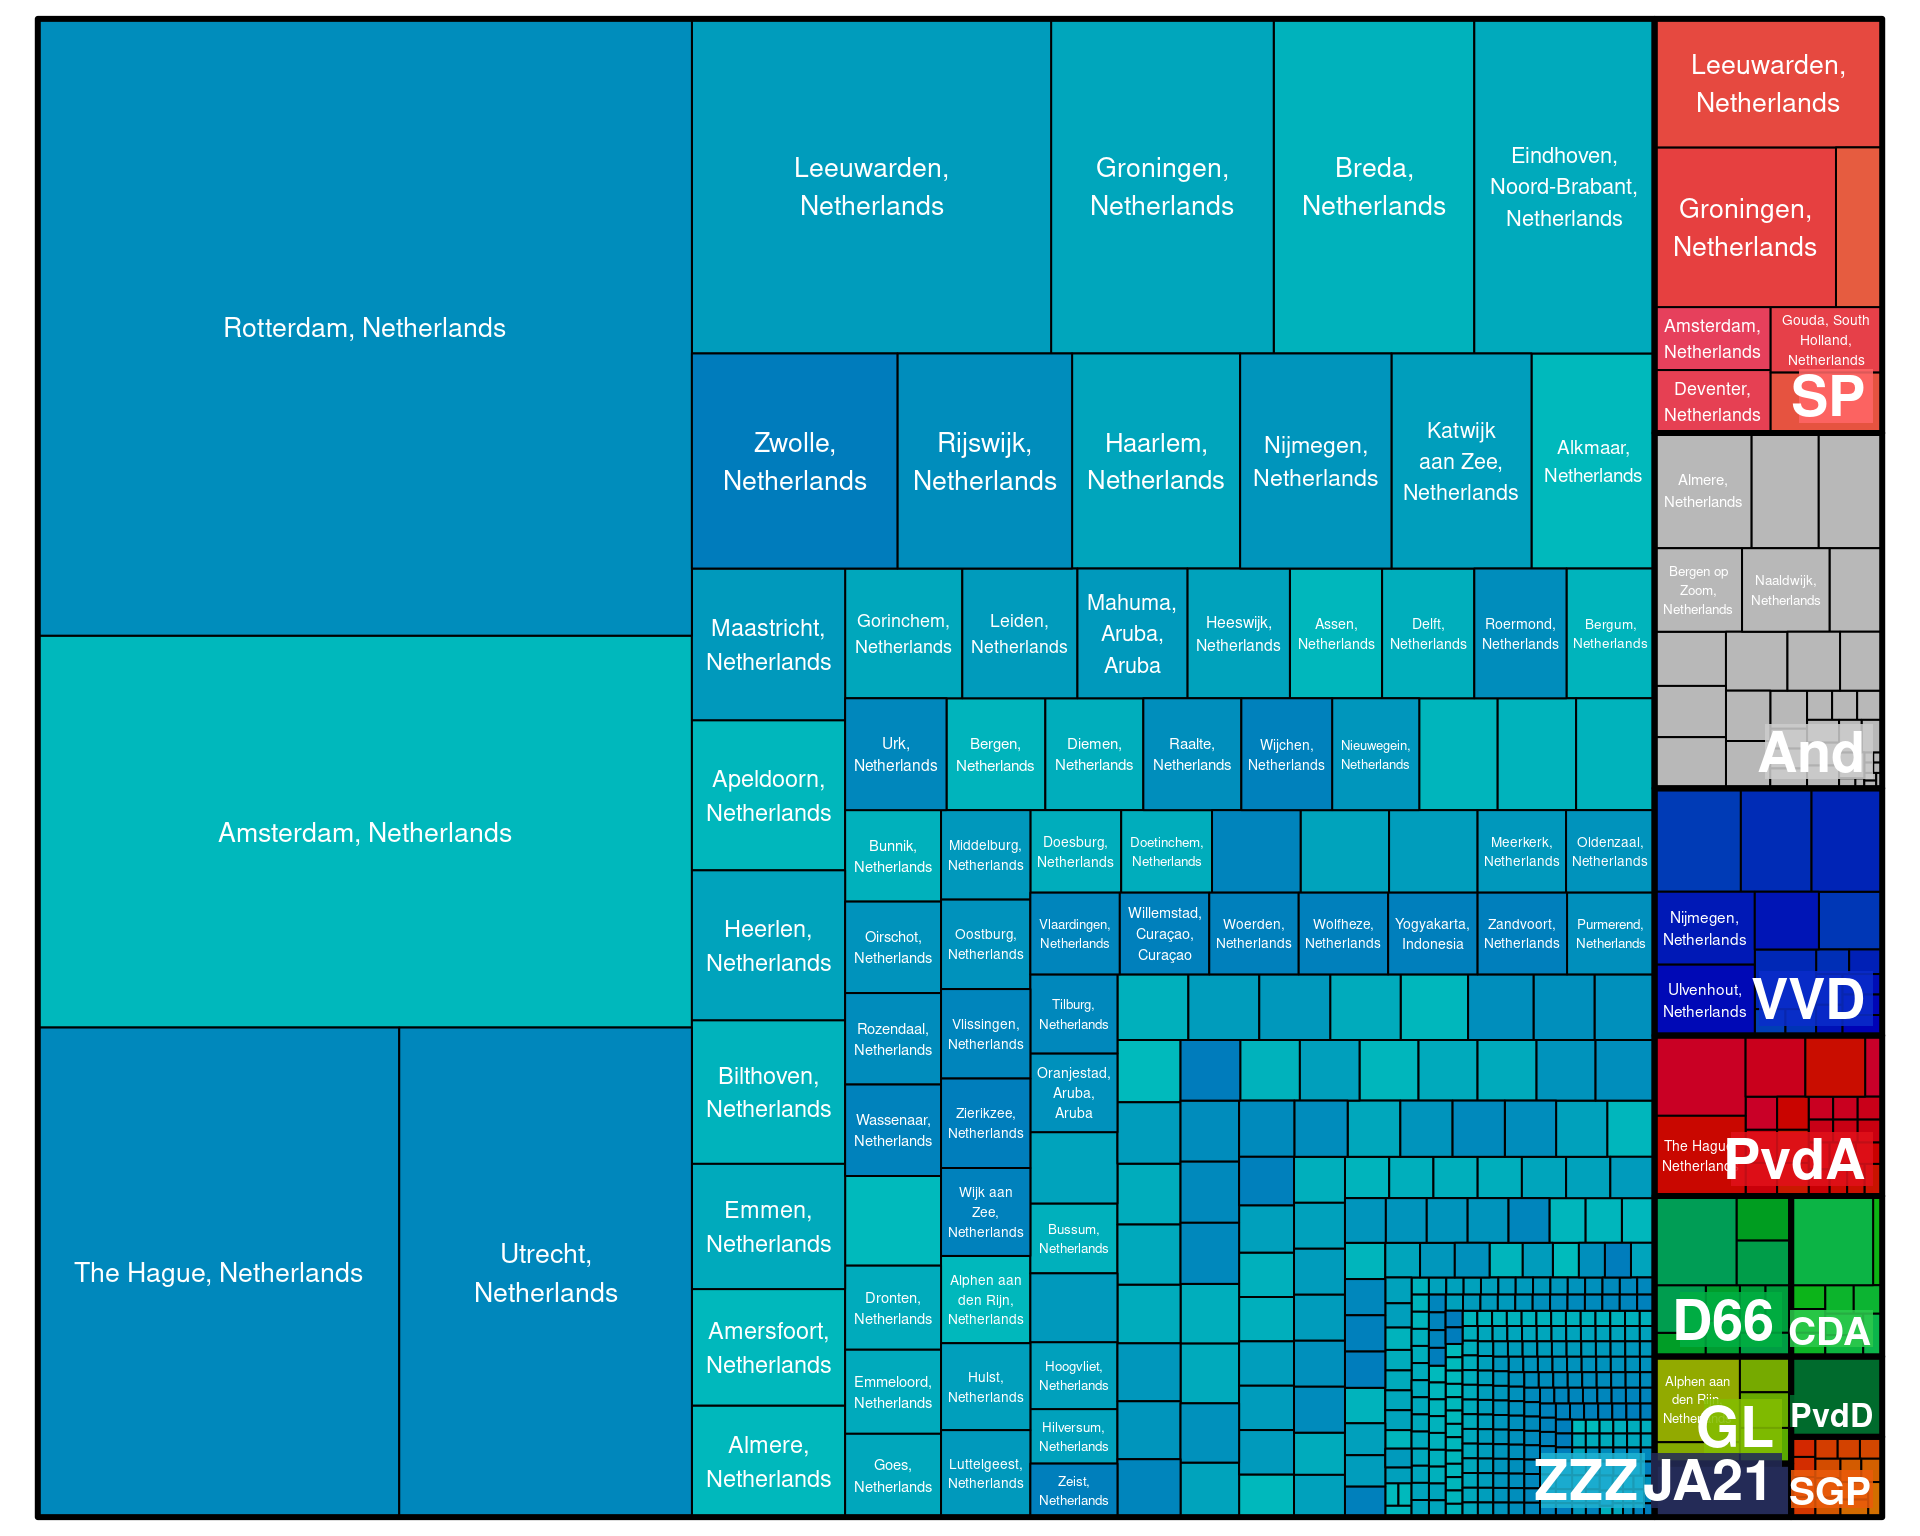 Rotterdam, Netherlands
Amsterdam, Netherlands
The Hague, Netherlands
Utrecht,
Netherlands
Leeuwarden,
Netherlands
Groningen,
Netherlands
Breda,
Netherlands
Eindhoven,
Noord-Brabant,
Netherlands
Zwolle,
Netherlands
Rijswijk,
Netherlands
Haarlem,
Netherlands
Nijmegen,
Netherlands
Katwijk
aan Zee,
Netherlands
Alkmaar,
Netherlands
Maastricht,
Netherlands
Apeldoorn,
Netherlands
Heerlen,
Netherlands
Bilthoven,
Netherlands
Emmen,
Netherlands
Amersfoort,
Netherlands
Almere,
Netherlands
Gorinchem,
Netherlands
Leiden,
Netherlands
Mahuma,
Aruba,
Aruba
Heeswijk,
Netherlands
Assen,
Netherlands
Delft,
Netherlands
Roermond,
Netherlands
Bergum,
Netherlands
Urk,
Netherlands
Bergen,
Netherlands
Diemen,
Netherlands
Raalte,
Netherlands
Wijchen,
Netherlands
Nieuwegein,
Netherlands
Bunnik,
Netherlands
Oirschot,
Netherlands
Rozendaal,
Netherlands
Wassenaar,
Netherlands
Dronten,
Netherlands
Emmeloord,
Netherlands
Goes,
Netherlands
Middelburg,
Netherlands
Oostburg,
Netherlands
Vlissingen,
Netherlands
Zierikzee,
Netherlands
Wijk aan
Zee,
Netherlands
Alphen aan
den Rijn,
Netherlands
Hulst,
Netherlands
Luttelgeest,
Netherlands
Doesburg,
Netherlands
Doetinchem,
Netherlands
Meerkerk,
Netherlands
Oldenzaal,
Netherlands
Vlaardingen,
Netherlands
Willemstad,
Curaçao,
Curaçao
Woerden,
Netherlands
Wolfheze,
Netherlands
Yogyakarta,
Indonesia
Zandvoort,
Netherlands
Purmerend,
Netherlands
Tilburg,
Netherlands
Oranjestad,
Aruba,
Aruba
Bussum,
Netherlands
Hoogvliet,
Netherlands
Hilversum,
Netherlands
Zeist,
Netherlands
ZZZ
Leeuwarden,
Netherlands
Groningen,
Netherlands
Amsterdam,
Netherlands
Gouda, South
Holland,
Netherlands
Deventer,
Netherlands
SP
Almere,
Netherlands
Bergen op
Zoom,
Netherlands
Naaldwijk,
Netherlands
And
Nijmegen,
Netherlands
Ulvenhout,
Netherlands
VVD
The Hague,
Netherlands
PvdA
D66
CDA
Alphen aan
den Rijn,
Netherlands
GL
PvdD
JA21
SGP